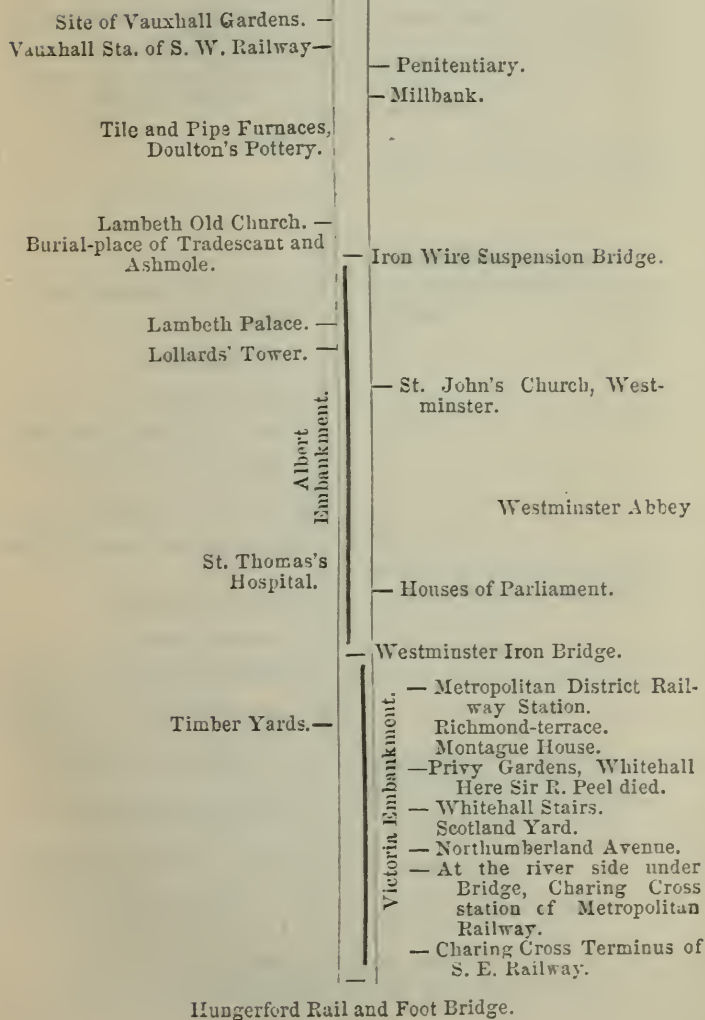 Site of Vauxhall Gardens. —
Vauxhall Sta. of S. W. Railway—
— Penitentiary.
— Millbank.
Tile and Pipe Furnaces,
Doulton's Pottery.
Lambeth Old Church. —
Burial-place of Tradescant and
Ashmole.
— Iron Wire Suspension Bridge.
Lambeth Palace. —
Lollards' Tower. —
— St. John's Church, West-
minster.
Albert
Embankment.
Westminster Abbey
St. Thomas's
Hospital.
— Houses of Parliament.
— Westminster Iron Bridge.
Timber Yards.—
Victoria Embankment.
— Metropolitan District Rail-
way Station.
Richmond-terrace.
Montague House.
—Privy Gardens, Whitehall
Here Sir R. Peel died.
— Whitehall Stairs.
Scotland Yard.
— Northumberland Avenue.
— At the river side under
Bridge, Charing Cross
station of Metropolitan
Railway.
— Charing Cross Terminus of
S. E. Railway.
Hungerford Rail and Foot Bridge.